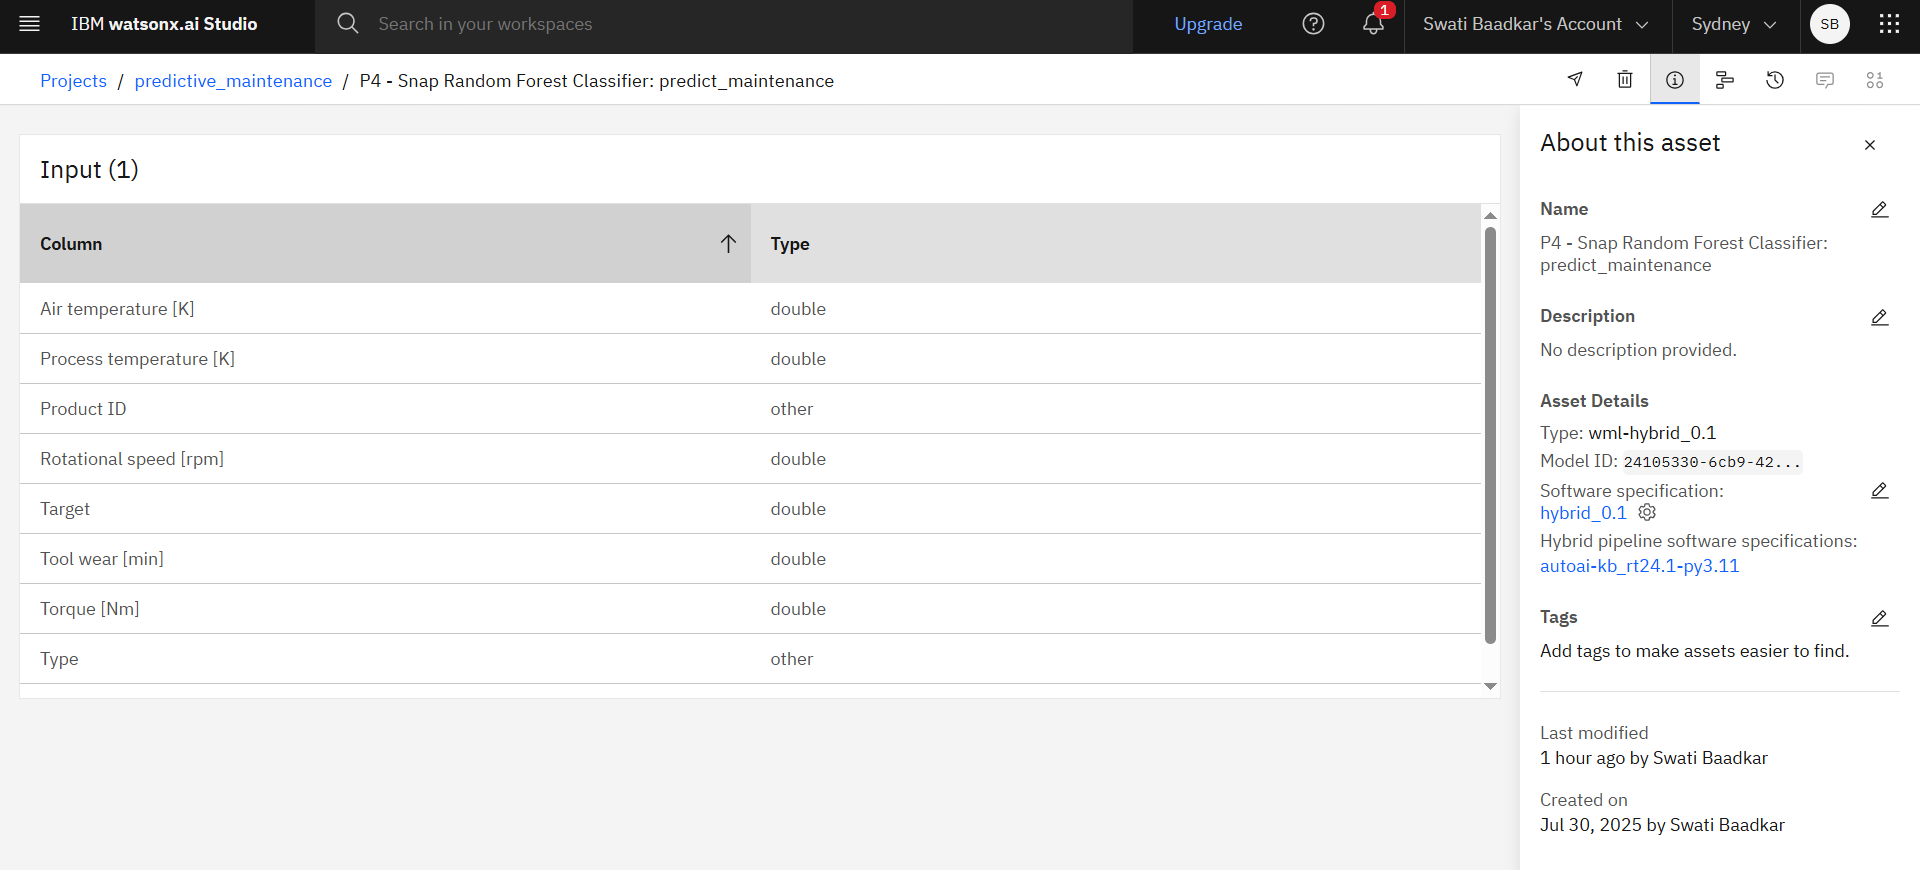 IBM watsonx.ai Studio
Search in your workspaces
Upgrade
1
Swati Baadkar's Account
Sydney
SB
Projects / predictive_maintenance / P4 - Snap Random Forest Classifier: predict_maintenance
Input (1)
Column Type
Air temperature [K] double
Process temperature [K] double
Product ID other
Rotational speed [rpm] double
Target double
Tool wear [min] double
Torque [Nm] double
Type other
About this asset
Name
P4 - Snap Random Forest Classifier:
predict_maintenance
Description
No description provided.
Asset Details
Type: wml-hybrid_0.1
Model ID: 24105330-6cb9-42...
Software specification:
hybrid_0.1
Hybrid pipeline software specifications:
autoai-kb_rt24.1-py3.11
Tags
Add tags to make assets easier to find.
Last modified
1 hour ago by Swati Baadkar
Created on
Jul 30, 2025 by Swati Baadkar